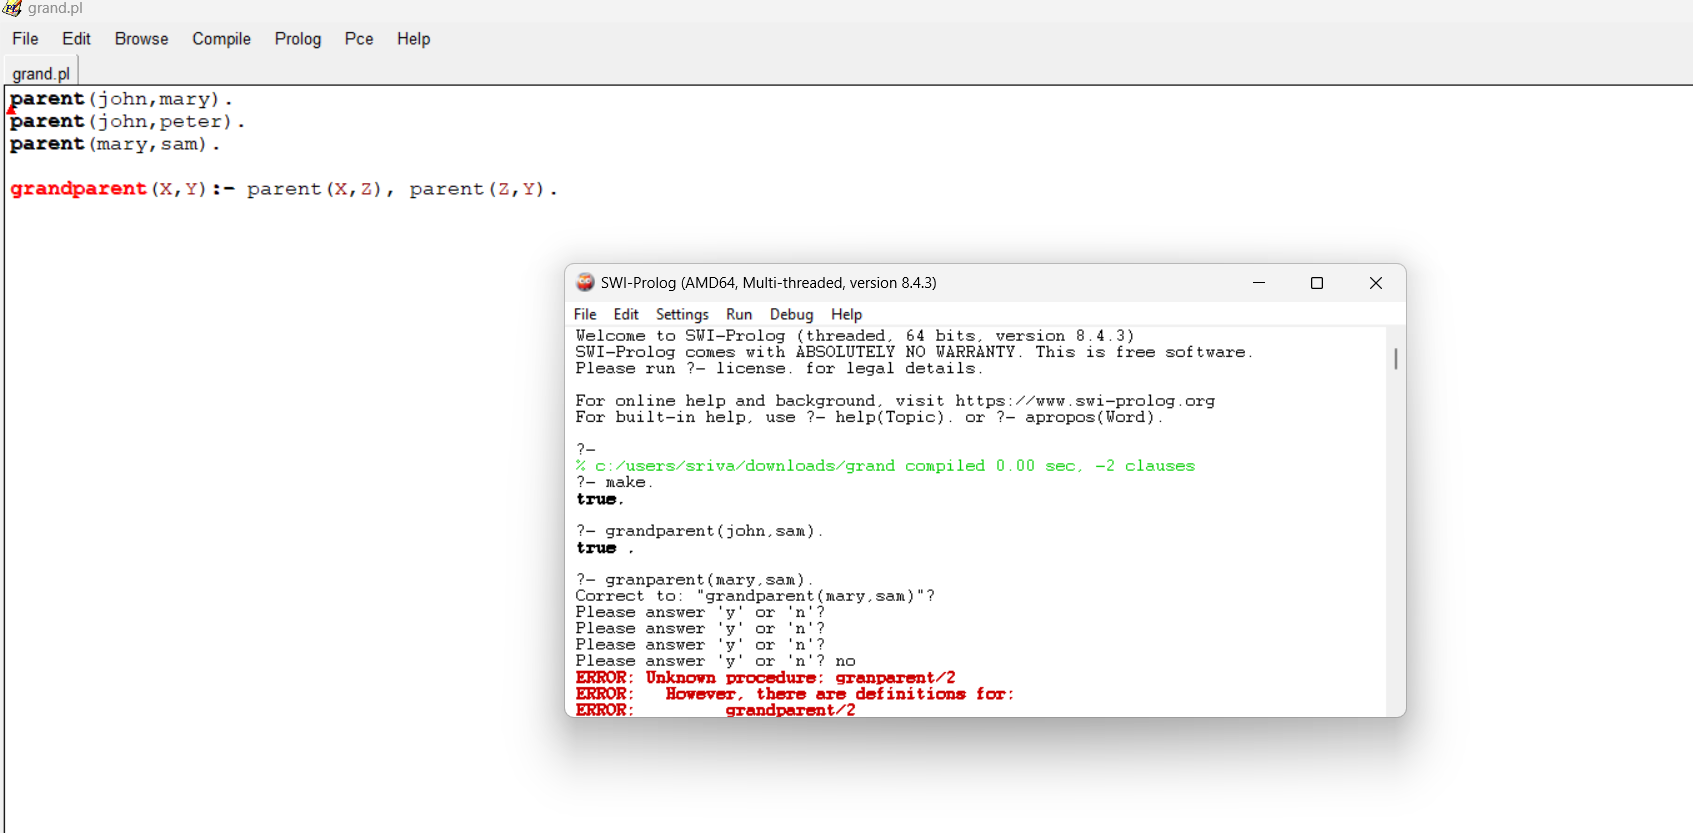 grand.pl
File Edit Browse Compile Prolog Pce Help
grand.pl
parent(john,mary).
parent(john,peter).
parent(mary,sam).
grandparent(X,Y):- parent(X,Z), parent(Z,Y).
SWI-Prolog (AMD64, Multi-threaded, version 8.4.3)
File Edit Settings Run Debug Help
Welcome to SWI-Prolog (threaded, 64 bits, version 8.4.3)
SWI-Prolog comes with ABSOLUTELY NO WARRANTY. This is free software.
Please run ?- license. for legal details.
For online help and background, visit https://www.swi-prolog.org
For built-in help, use ?- help(Topic). or ?- apropos(Word).
?-
% c:/users/sriva/downloads/grand compiled 0.00 sec, -2 clauses
?- make.
true.
?- grandparent(john,sam).
true .
?- granparent(mary,sam).
Correct to: "grandparent(mary,sam)"?
Please answer 'y' or 'n'?
Please answer 'y' or 'n'?
Please answer 'y' or 'n'?
Please answer 'y' or 'n'? no
ERROR: Unknown procedure: granparent/2
ERROR:   However, there are definitions for:
ERROR:         grandparent/2